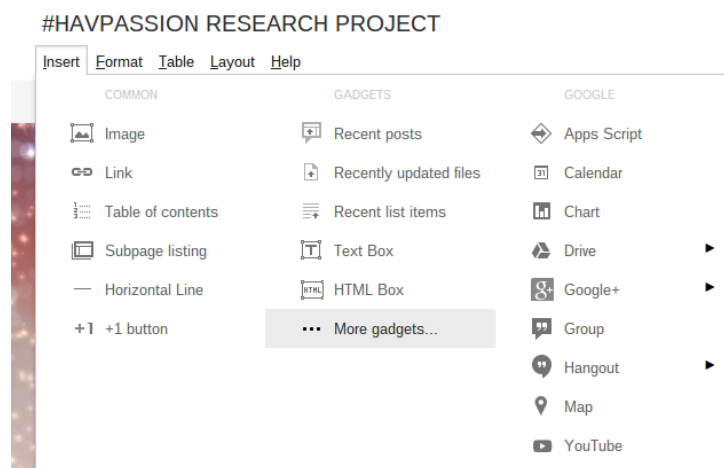 #HAVPASSION RESEARCH PROJECT
Insert Format Table Layout Help
COMMON
Image
Link
Table of contents
Subpage listing
Horizontal Line
+1 +1 button
GADGETS
Recent posts
Recently updated files
Recent list items
T Text Box
HTML HTML Box
More gadgets...
GOOGLE
Apps Script
31 Calendar
Chart
Drive
g+ Google+
Group
Hangout
Map
YouTube